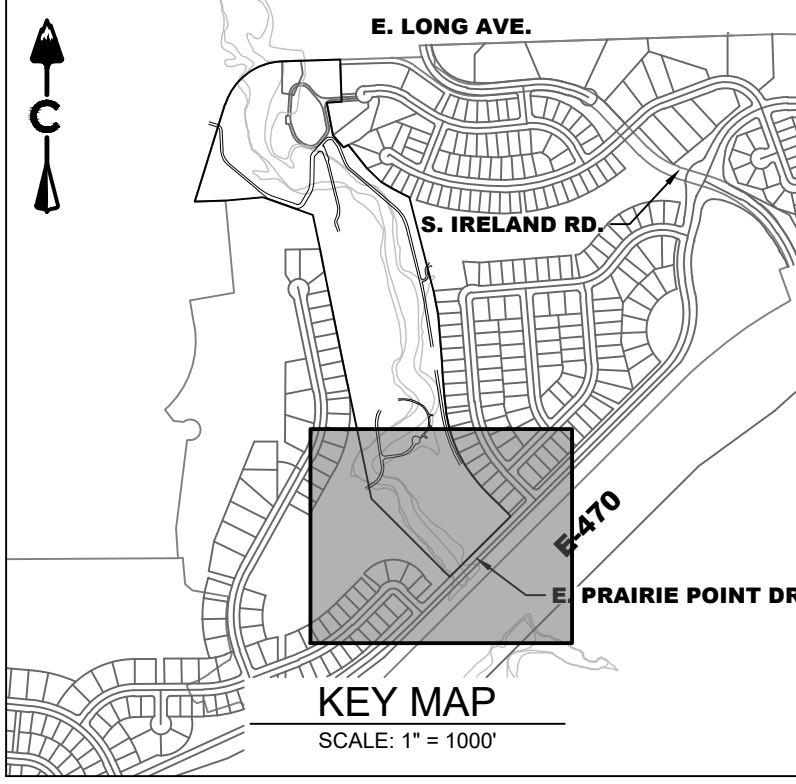 E. LONG AVE.
C
S. IRELAND RD.
E-470
E. PRAIRIE POINT DR
KEY MAP
SCALE: 1" = 1000'